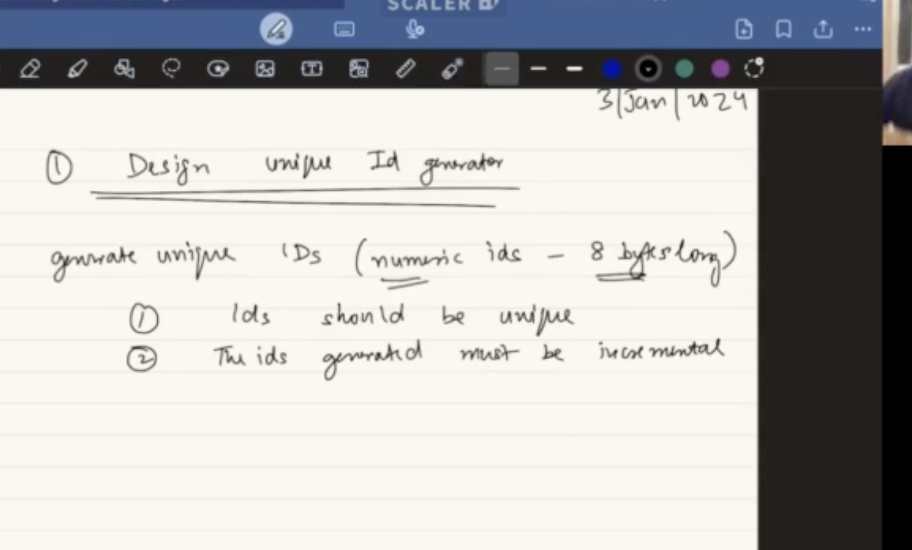 SCALER
3/Jan/2024
① Design unique Id generator
generate unique IDs (numeric ids - 8 bytes long)
① Ids should be unique
② The ids generated must be incremental